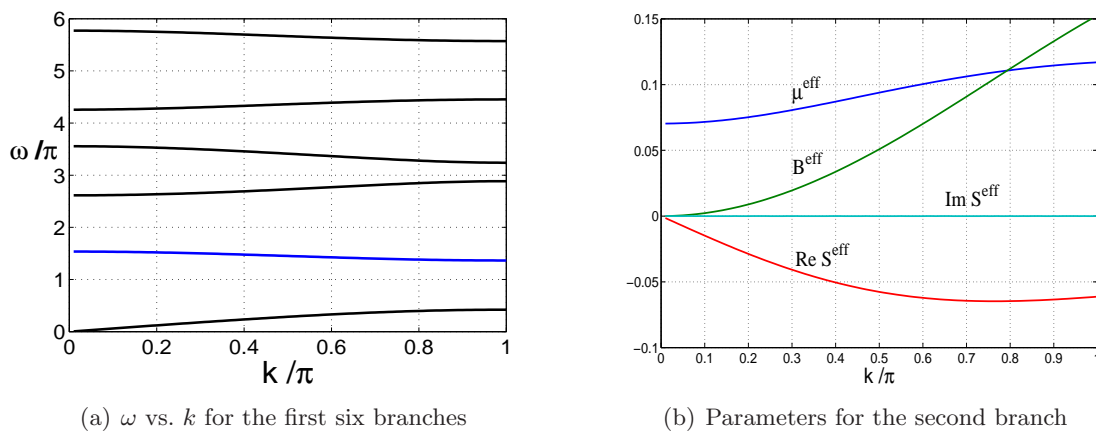 6
5
4
3
2
1
0
ω/π
0 0.2 0.4 0.6 0.8 1
k/π
(a) ω vs. k for the first six branches
0.15
0.1
0.05
0
−0.05
−0.1
μ^eff
B^eff
Im S^eff
Re S^eff
0 0.1 0.2 0.3 0.4 0.5 0.6 0.7 0.8 0.9 1
k/π
(b) Parameters for the second branch